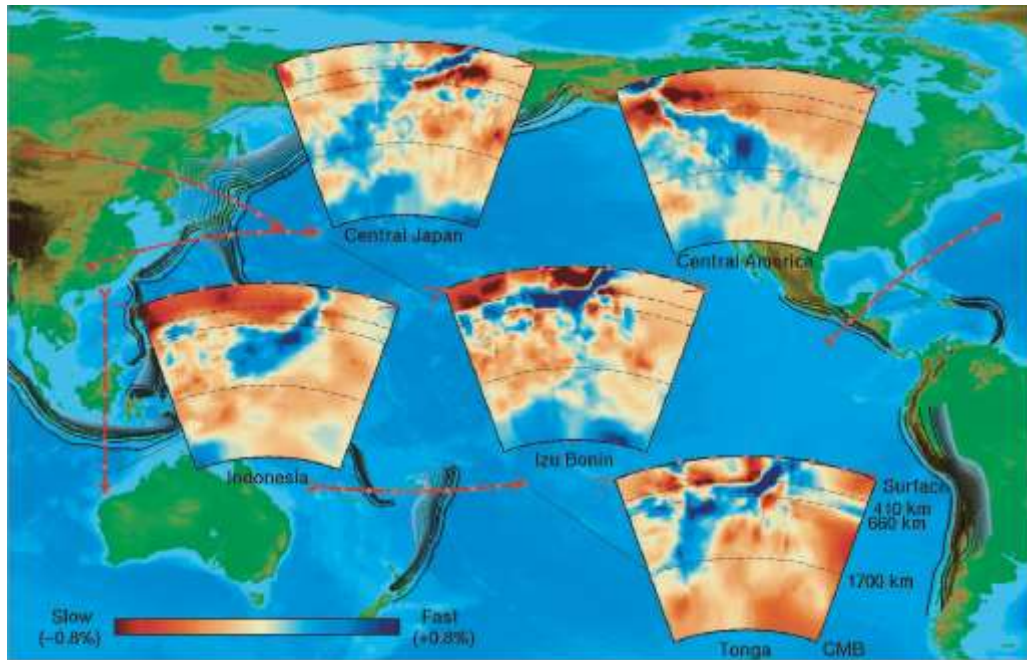 Central Japan
Central America
Indonesia
Izu Bonin
Surface
410 km
660 km
1700 km
Slow
(−0.8%)
Fast
(+0.8%)
Tonga
CMB